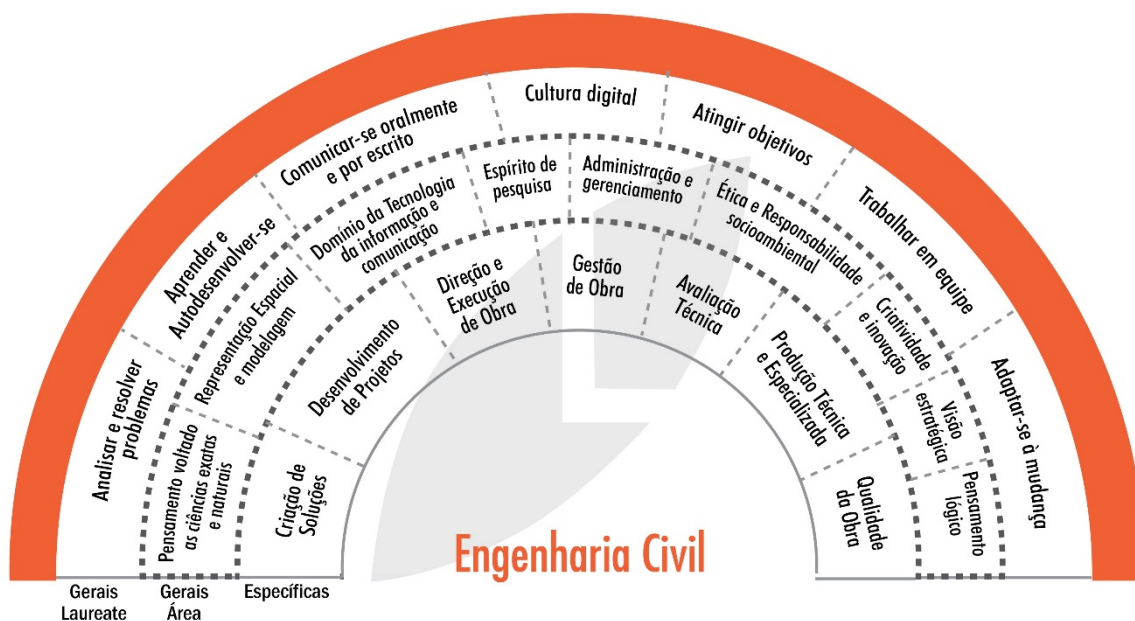 Analisar e resolver
problemas
Aprender e
Autodesenvolver-se
Comunicar-se oralmente
e por escrito
Cultura digital
Atingir objetivos
Trabalhar em equipe
Adaptar-se à mudança
Pensamento voltado
as ciências exatas
e naturais
Representação Espacial
e modelagem
Domínio da Tecnologia
da informação e
comunicação
Espírito de
pesquisa
Administração e
gerenciamento
Ética e Responsabilidade
socioambiental
Criatividade
e inovação
Visão
estratégica
Pensamento
lógico
Criação de
Soluções
Desenvolvimento
de Projetos
Direção e
Execução
de Obra
Gestão
de Obra
Avaliação
Técnica
Produção Técnica
e Especializada
Qualidade
da Obra
Engenharia Civil
Gerais
Laureate
Gerais
Área
Específicas